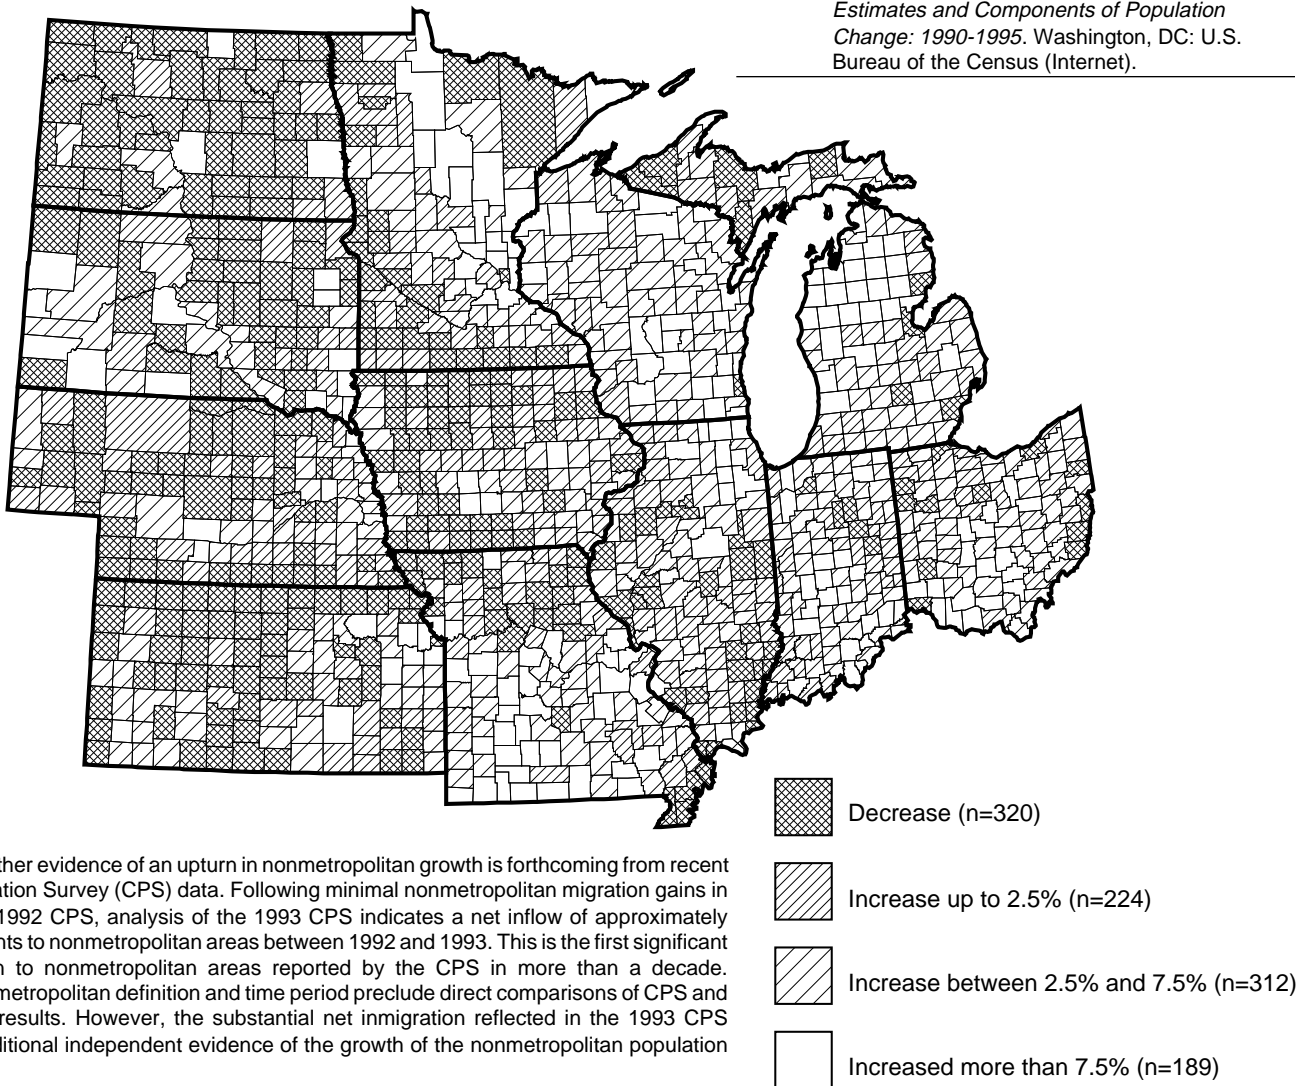 Estimates and Components of Population
Change: 1990-1995. Washington, DC: U.S.
Bureau of the Census (Internet).
Decrease (n=320)
Increase up to 2.5% (n=224)
Increase between 2.5% and 7.5% (n=312)
Increased more than 7.5% (n=189)
ther evidence of an upturn in nonmetropolitan growth is forthcoming from recent
ation Survey (CPS) data. Following minimal nonmetropolitan migration gains in
1992 CPS, analysis of the 1993 CPS indicates a net inflow of approximately
nts to nonmetropolitan areas between 1992 and 1993. This is the first significant
n to nonmetropolitan areas reported by the CPS in more than a decade.
metropolitan definition and time period preclude direct comparisons of CPS and
results. However, the substantial net inmigration reflected in the 1993 CPS
ditional independent evidence of the growth of the nonmetropolitan population